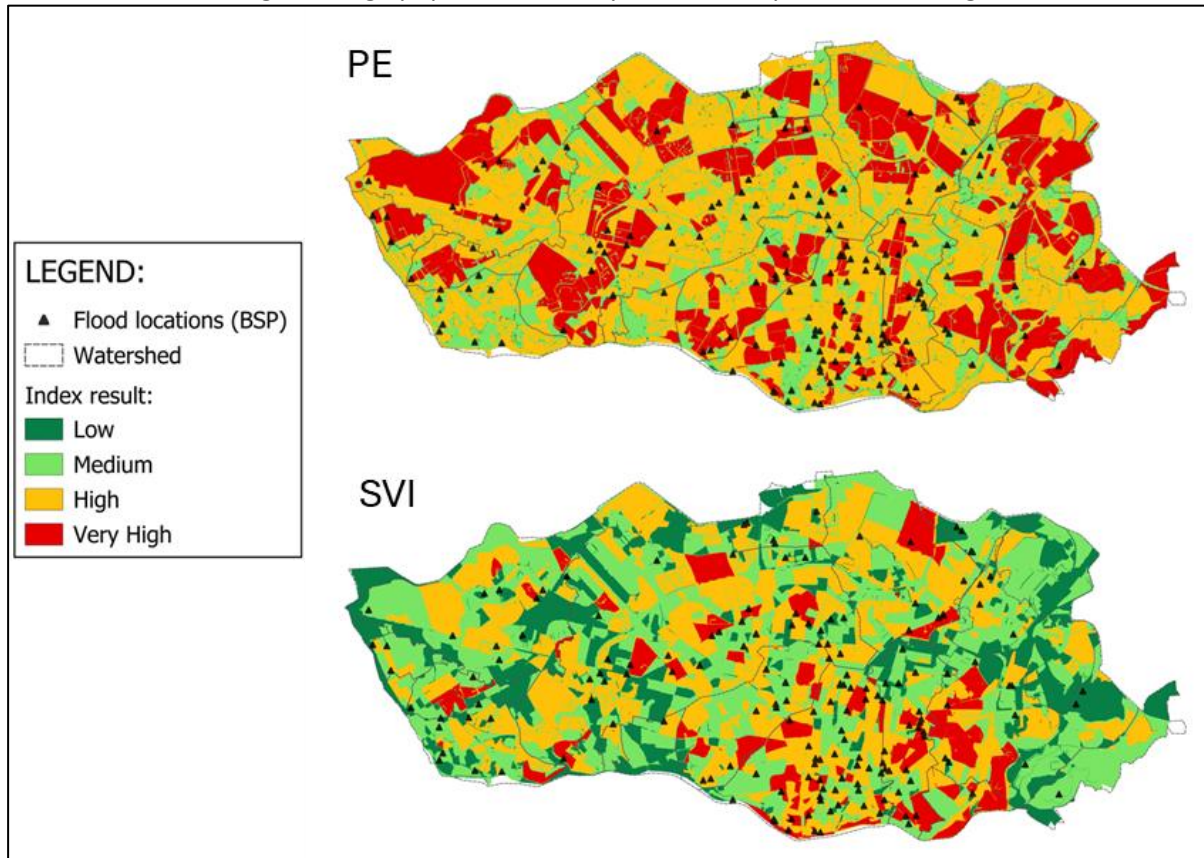 PE
LEGEND:
Flood locations (BSP)
Watershed
Index result:
Low
Medium
High
Very High
SVI